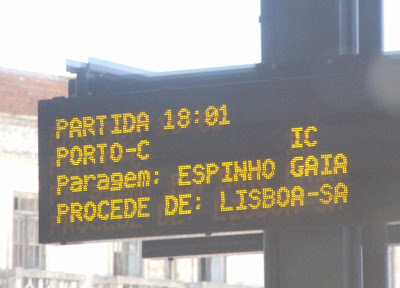 PARTIDA 18:01
PORTO-C IC
Paragem: ESPINHO GAIA
PROCEDE DE: LISBOA-SA